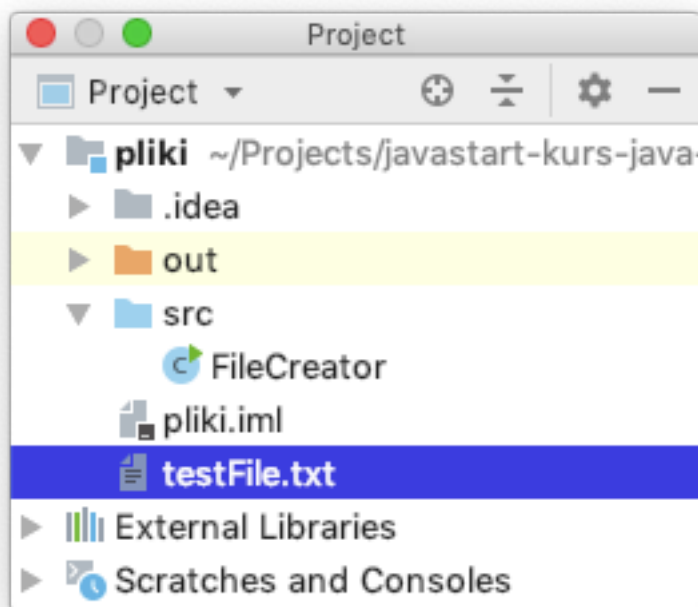 Project
Project
pliki ~/Projects/javastart-kurs-java-
.idea
out
src
FileCreator
pliki.iml
testFile.txt
External Libraries
Scratches and Consoles